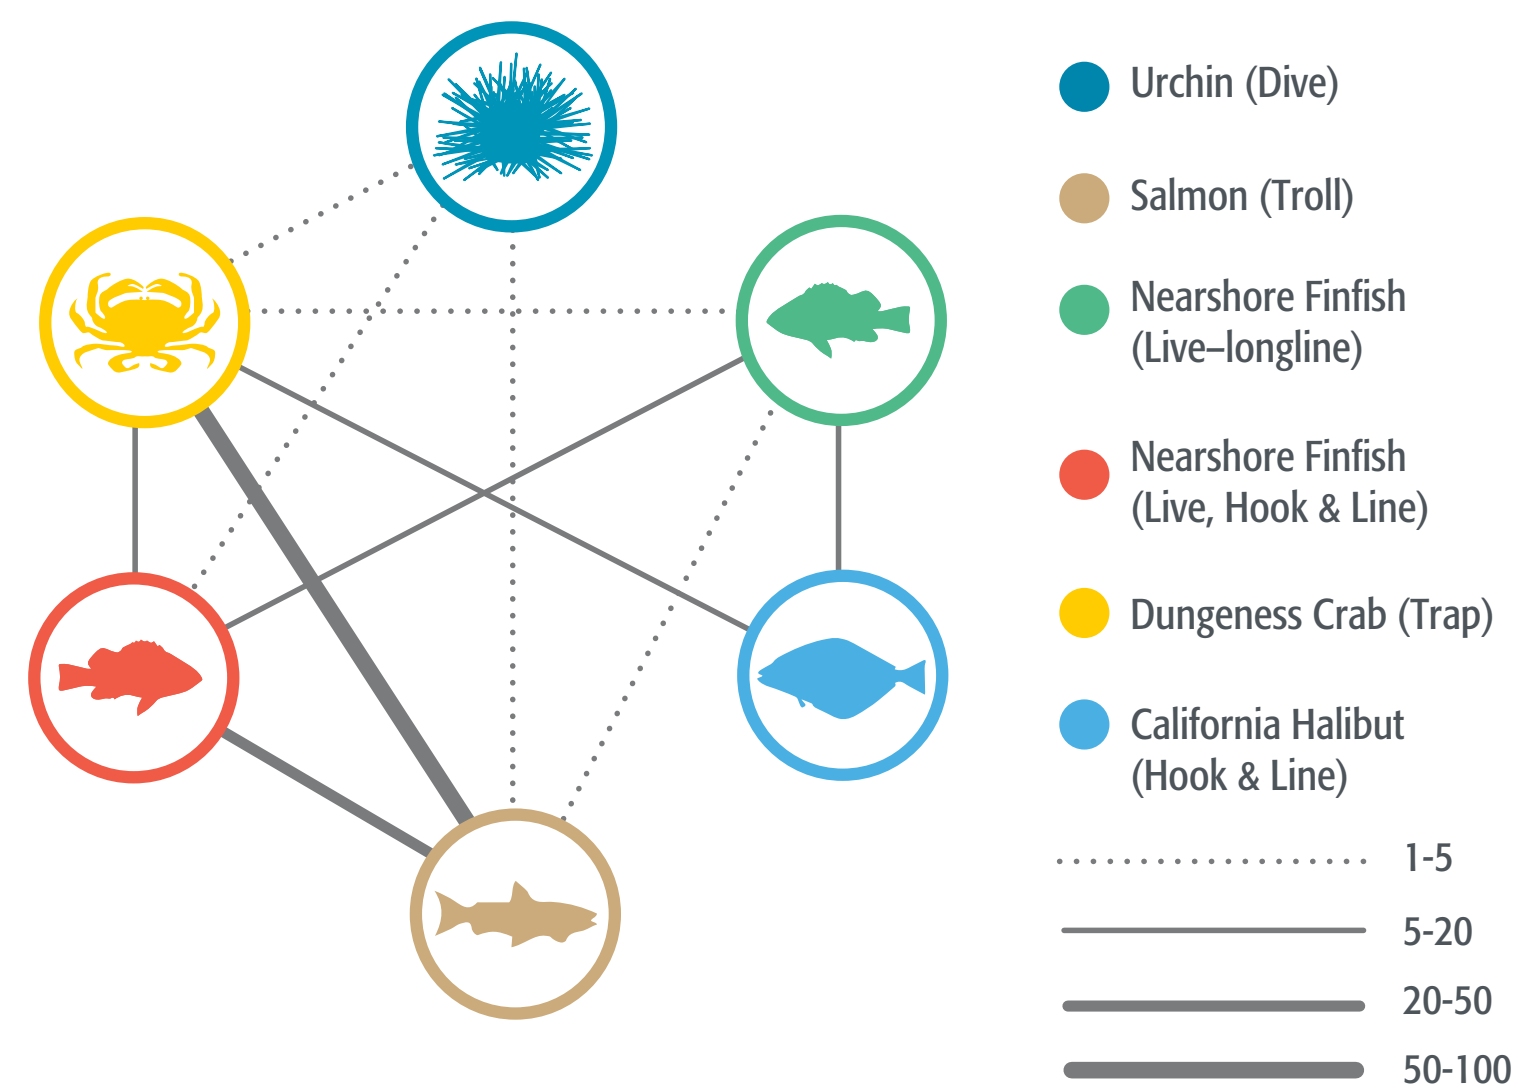 Urchin (Dive)
Salmon (Troll)
Nearshore Finfish
(Live–longline)
Nearshore Finfish
(Live, Hook & Line)
Dungeness Crab (Trap)
California Halibut
(Hook & Line)
1-5
5-20
20-50
50-100